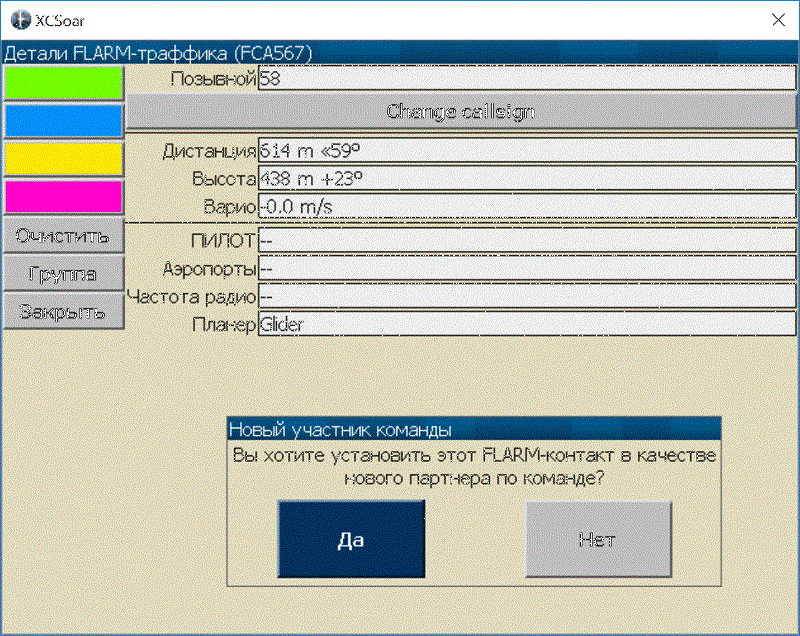 XCSoar
Детали FLARM-траффика (FCA567)
Позывной 58
Change callsign
Дистанция 614 m «59º
Высота 438 m +23º
Варио -0.0 m/s
Очистить
ПИЛОТ --
Группа
Аэропорты --
Закрыть
Частота радио --
Планер Glider
Новый участник команды
Вы хотите установить этот FLARM-контакт в качестве
нового партнера по команде?
Да Нет